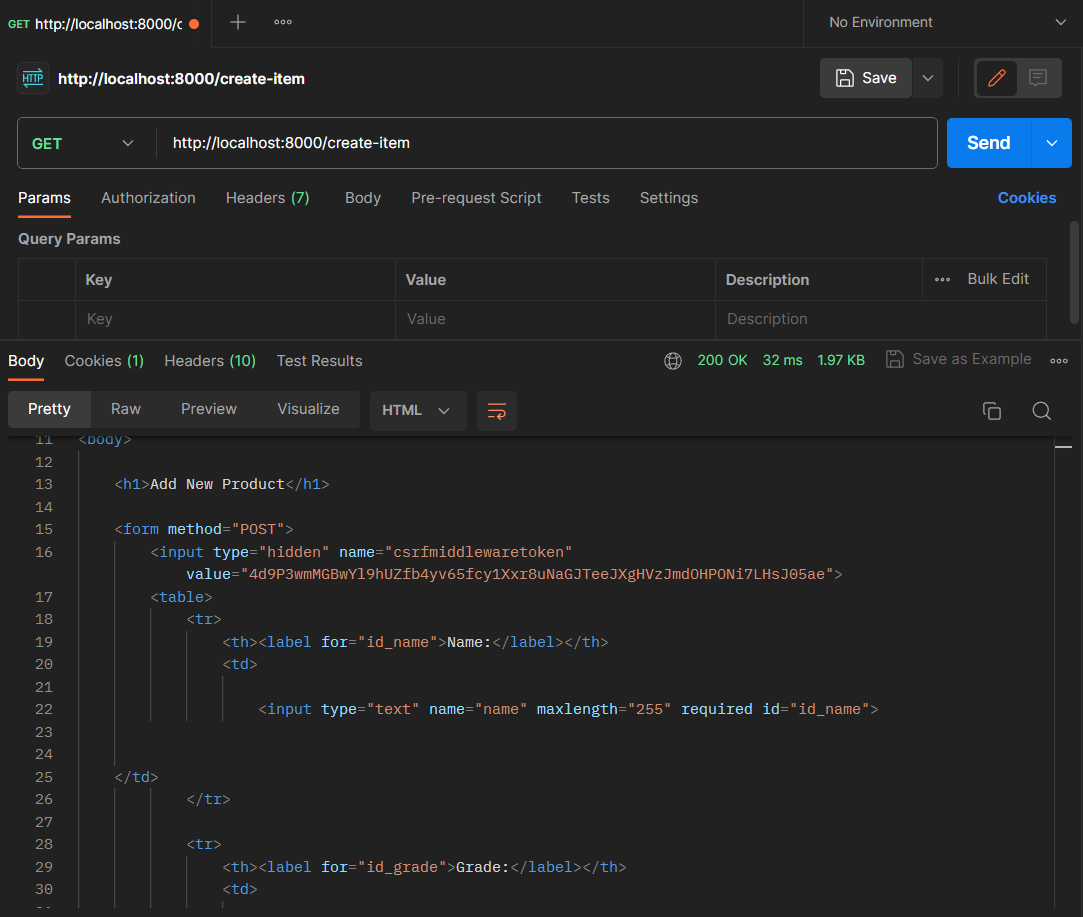 GET http://localhost:8000/c
No Environment
HTTP http://localhost:8000/create-item
Save
GET http://localhost:8000/create-item
Send
Params Authorization Headers (7) Body Pre-request Script Tests Settings Cookies
Query Params
Key Value Description Bulk Edit
Key Value Description
Body Cookies (1) Headers (10) Test Results 200 OK 32 ms 1.97 KB Save as Example
Pretty Raw Preview Visualize HTML
11 <body>
12
13 <h1>Add New Product</h1>
14
15 <form method="POST">
16 <input type="hidden" name="csrfmiddlewaretoken"
value="4d9P3wmMGBwYl9hUZfb4yv65fcy1Xxr8uNaGJTeeJXgHVzJmdOHPONi7LHsJ05ae">
17 <table>
18 <tr>
19 <th><label for="id_name">Name:</label></th>
20 <td>
21
22 <input type="text" name="name" maxlength="255" required id="id_name">
23
24
25 </td>
26 </tr>
27
28 <tr>
29 <th><label for="id_grade">Grade:</label></th>
30 <td>